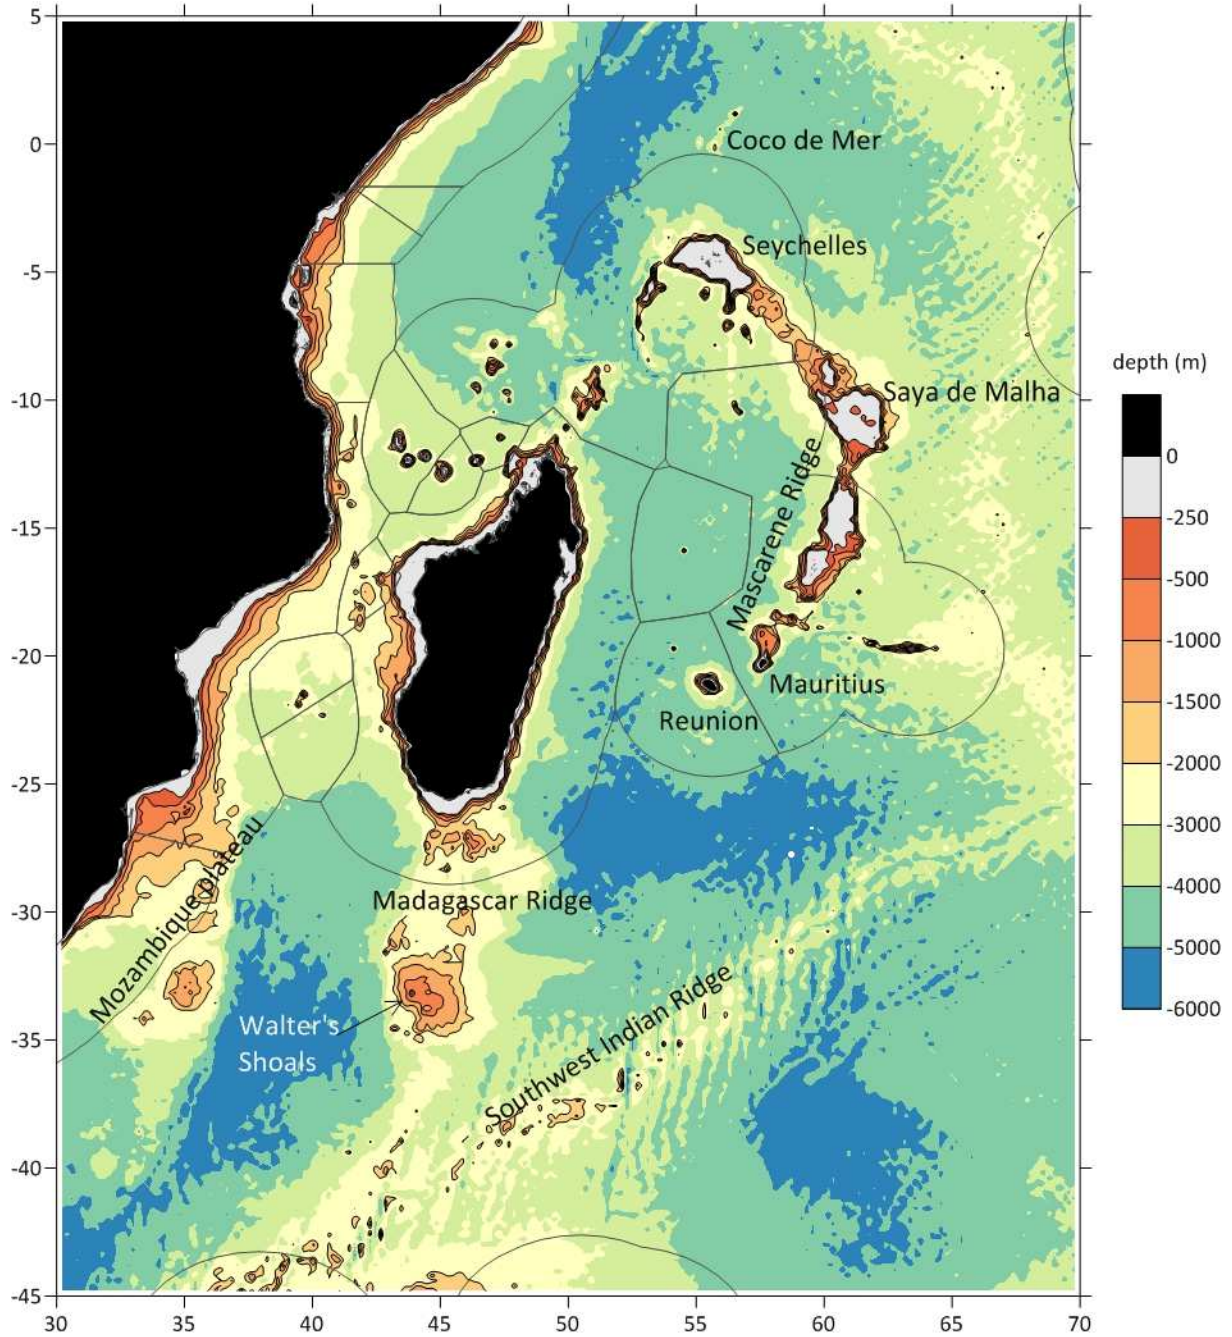 5
0
-5
-10
-15
-20
-25
-30
-35
-40
-45
30
35
40
45
50
55
60
65
70
Coco de Mer
Seychelles
Saya de Malha
Mascarene Ridge
Mauritius
Reunion
Madagascar Ridge
Mozambique plateau
Walter's
Shoals
Southwest Indian Ridge
depth (m)
0
-250
-500
-1000
-1500
-2000
-3000
-4000
-5000
-6000